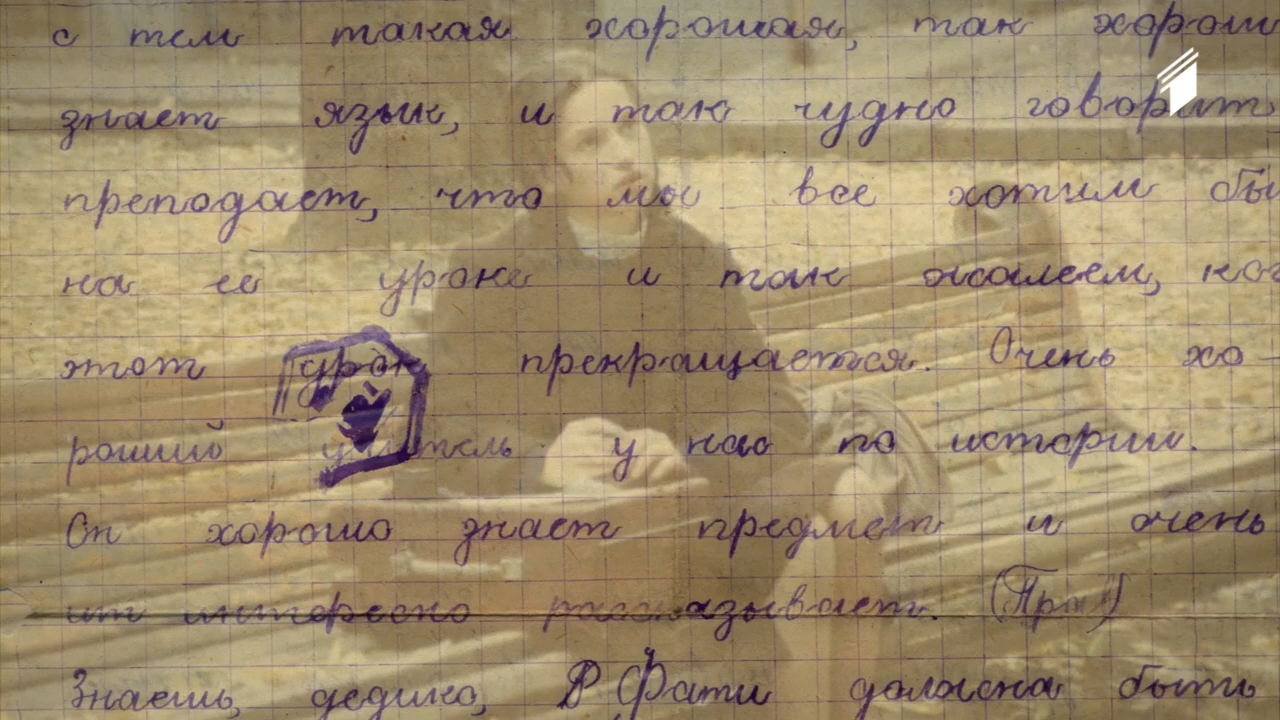 с тем такая хорошая, так хорош
знает язык, и так чудно говорит,
преподает, что мы все хотим бы
на ее уроке и так жалеем, ког
этот урок прекращается. Очень хо-
роший учитель у нас по истории.
Он хорошо знает предмет и очень
интересно рассказывает.
Знаешь, дедико, Фати должна быть